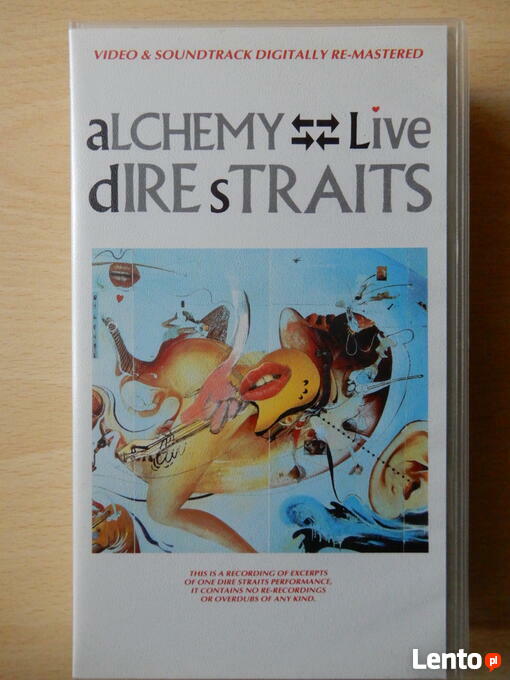 VIDEO & SOUNDTRACK DIGITALLY RE-MASTERED
aLCHEMY Live
dIRE sTRAITS
THIS IS A RECORDING OF EXCERPTS
OF ONE DIRE STRAITS PERFORMANCE,
IT CONTAINS NO RE-RECORDINGS
OR OVERDUBS OF ANY KIND.
Lento pl